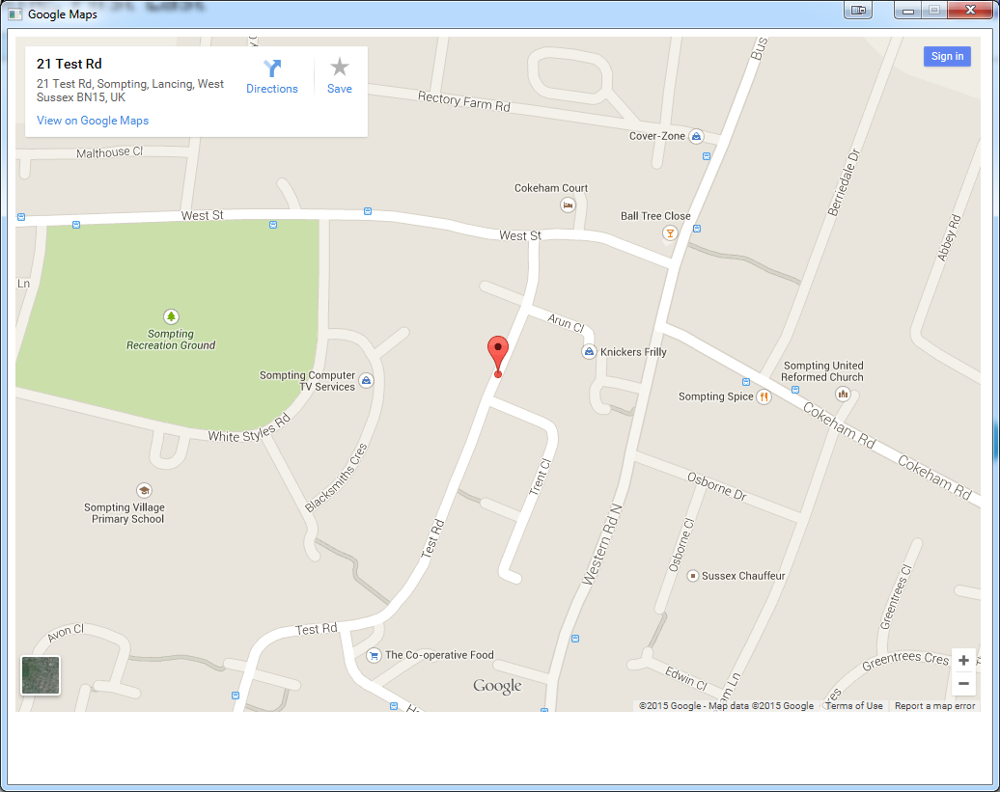 Google Maps
21 Test Rd
21 Test Rd, Sompting, Lancing, West
Sussex BN15, UK
View on Google Maps
Directions
Save
Sign in
Bus
Rectory Farm Rd
Cover-Zone
Malthouse Cl
Berriedale Dr
Cokeham Court
West St
Ball Tree Close
West St
Abbey Rd
Ln
Sompting
Recreation Ground
Arun Cl
Knickers Frilly
Sompting Computer
TV Services
Sompting United
Reformed Church
Sompting Spice
Cokeham Rd
White Styles Rd
Blacksmiths Cres
Trent Cl
Cokeham Rd
Osborne Dr
Sompting Village
Primary School
Test Rd
Western Rd N
Osborne Cl
Sussex Chauffeur
Greentrees Cl
Avon Cl
Test Rd
The Co-operative Food
Greentrees Cres
Edwin Cl
am Ln
res
Google
©2015 Google - Map data ©2015 Google
Terms of Use
Report a map error